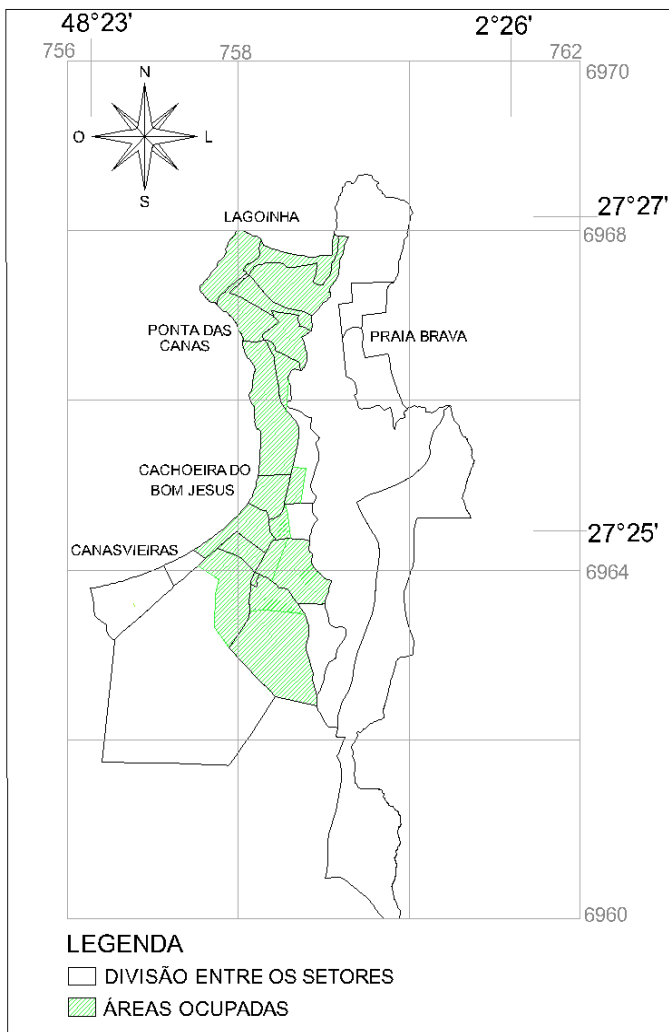 48°23'
2°26'
756
758
762
6970
N
O
L
S
LAGOINHA
27°27'
6968
PONTA DAS
CANAS
PRAIA BRAVA
CACHOEIRA DO
BOM JESUS
CANASVIEIRAS
27°25'
6964
6960
LEGENDA
DIVISÃO ENTRE OS SETORES
ÁREAS OCUPADAS